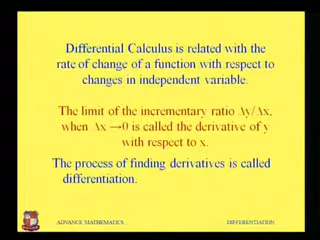 Differential Calculus is related with the
rate of change of a function with respect to
changes in independent variable.
The limit of the incrementary ratio Δy/Δx,
when Δx →0 is called the derivative of y
with respect to x.
The process of finding derivatives is called
differentiation.
ADVANCE MATHEMATICS
DIFFERENTIATION